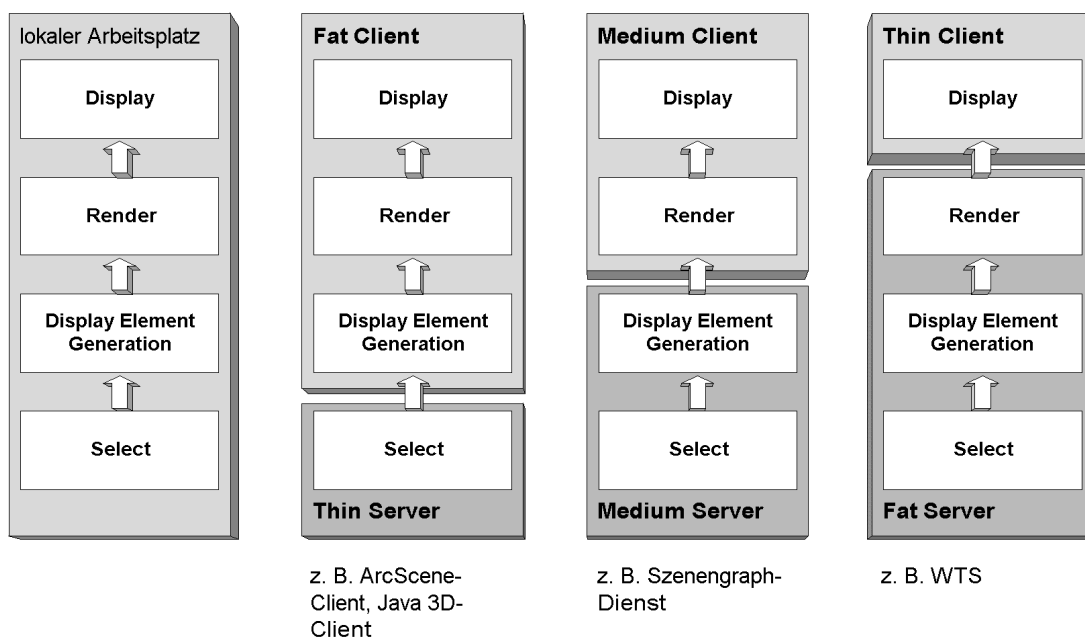 lokaler Arbeitsplatz
Display
Render
Display Element
Generation
Select
Fat Client
Display
Render
Display Element
Generation
Select
Thin Server
z. B. ArcScene-
Client, Java 3D-
Client
Medium Client
Display
Render
Display Element
Generation
Select
Medium Server
z. B. Szenengraph-
Dienst
Thin Client
Display
Render
Display Element
Generation
Select
Fat Server
z. B. WTS